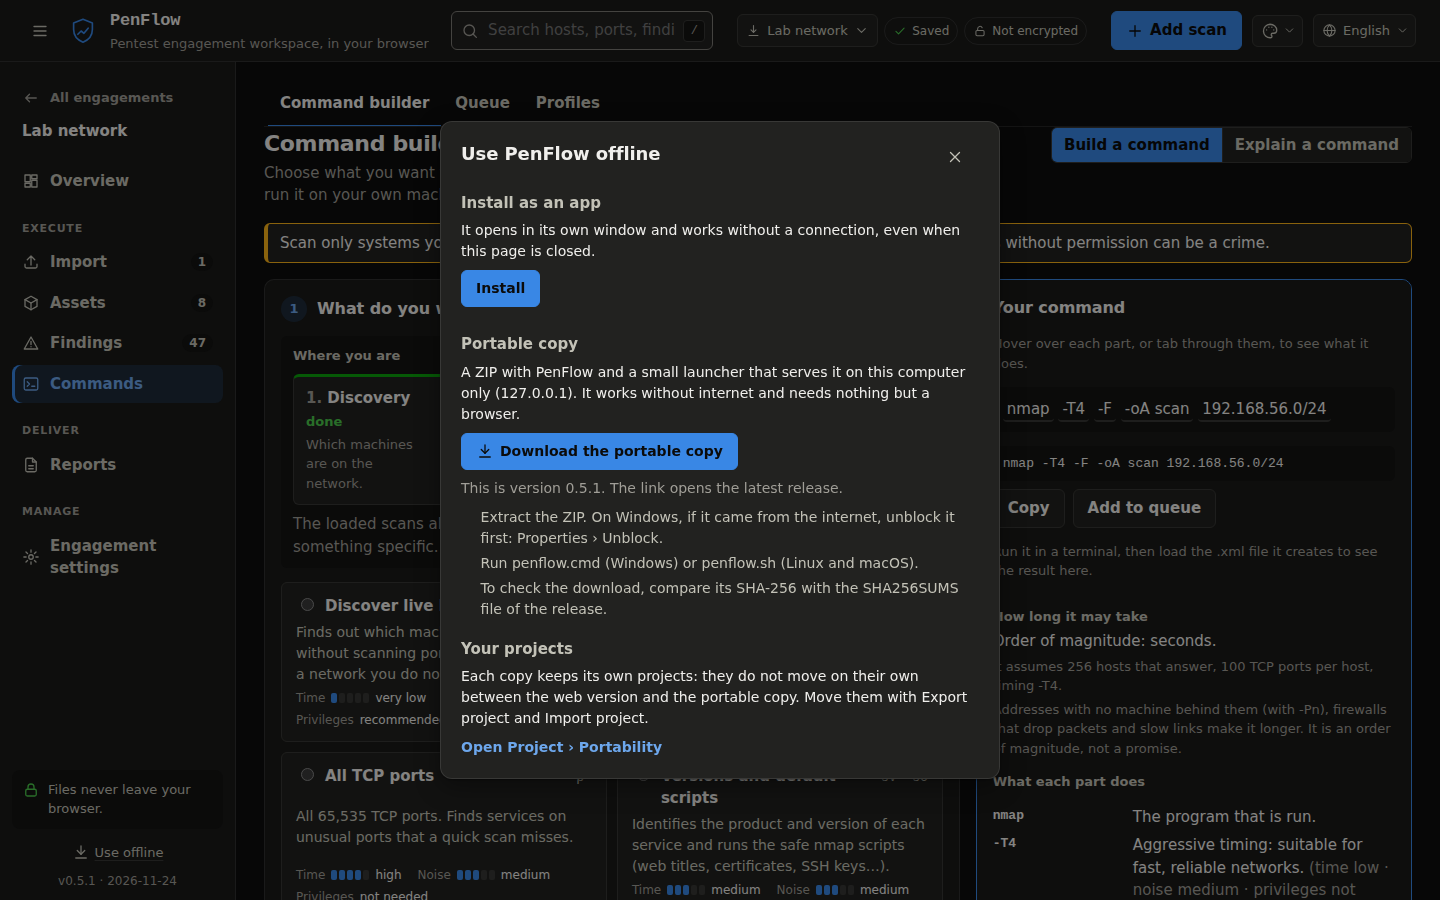 PenFlow
Pentest engagement workspace, in your browser
Search hosts, ports, findi
/
Lab network
Saved
Not encrypted
Add scan
English
All engagements
Lab network
Overview
EXECUTE
Import 1
Assets 8
Findings 47
Commands
DELIVER
Reports
MANAGE
Engagement
settings
Files never leave your
browser.
Use offline
v0.5.1 · 2026-11-24
Command builder
Queue
Profiles
Command buil
Choose what you want
run it on your own mac
Build a command
Explain a command
Scan only systems yo
without permission can be a crime.
1
What do you w
Where you are
1. Discovery
done
Which machines
are on the
network.
The loaded scans al
something specific.
Discover live
Finds out which mac
without scanning por
a network you do no
Time very low
Privileges recommende
All TCP ports
All 65,535 TCP ports. Finds services on
unusual ports that a quick scan misses.
Time high Noise medium
Privileges not needed
scripts
Identifies the product and version of each
service and runs the safe nmap scripts
(web titles, certificates, SSH keys…).
Time medium Noise medium
Use PenFlow offline
Install as an app
It opens in its own window and works without a connection, even when
this page is closed.
Install
Portable copy
A ZIP with PenFlow and a small launcher that serves it on this computer
only (127.0.0.1). It works without internet and needs nothing but a
browser.
Download the portable copy
This is version 0.5.1. The link opens the latest release.
Extract the ZIP. On Windows, if it came from the internet, unblock it
first: Properties › Unblock.
Run penflow.cmd (Windows) or penflow.sh (Linux and macOS).
To check the download, compare its SHA-256 with the SHA256SUMS
file of the release.
Your projects
Each copy keeps its own projects: they do not move on their own
between the web version and the portable copy. Move them with Export
project and Import project.
Open Project › Portability
Your command
over over each part, or tab through them, to see what it
oes.
nmap -T4 -F -oA scan 192.168.56.0/24
nmap -T4 -F -oA scan 192.168.56.0/24
Copy
Add to queue
un it in a terminal, then load the .xml file it creates to see
he result here.
How long it may take
Order of magnitude: seconds.
t assumes 256 hosts that answer, 100 TCP ports per host,
iming -T4.
Addresses with no machine behind them (with -Pn), firewalls
hat drop packets and slow links make it longer. It is an order
f magnitude, not a promise.
What each part does
nmap The program that is run.
-T4 Aggressive timing: suitable for
fast, reliable networks. (time low ·
noise medium · privileges not